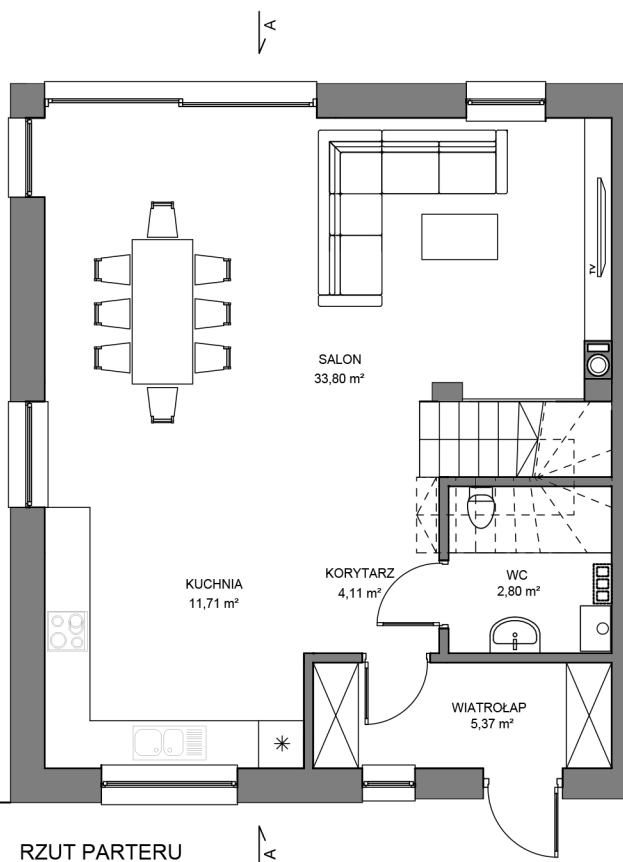 A
TV
SALON
33,80 m²
KUCHNIA
11,71 m²
KORYTARZ
4,11 m²
WC
2,80 m²
WIATROŁAP
5,37 m²
RZUT PARTERU
A